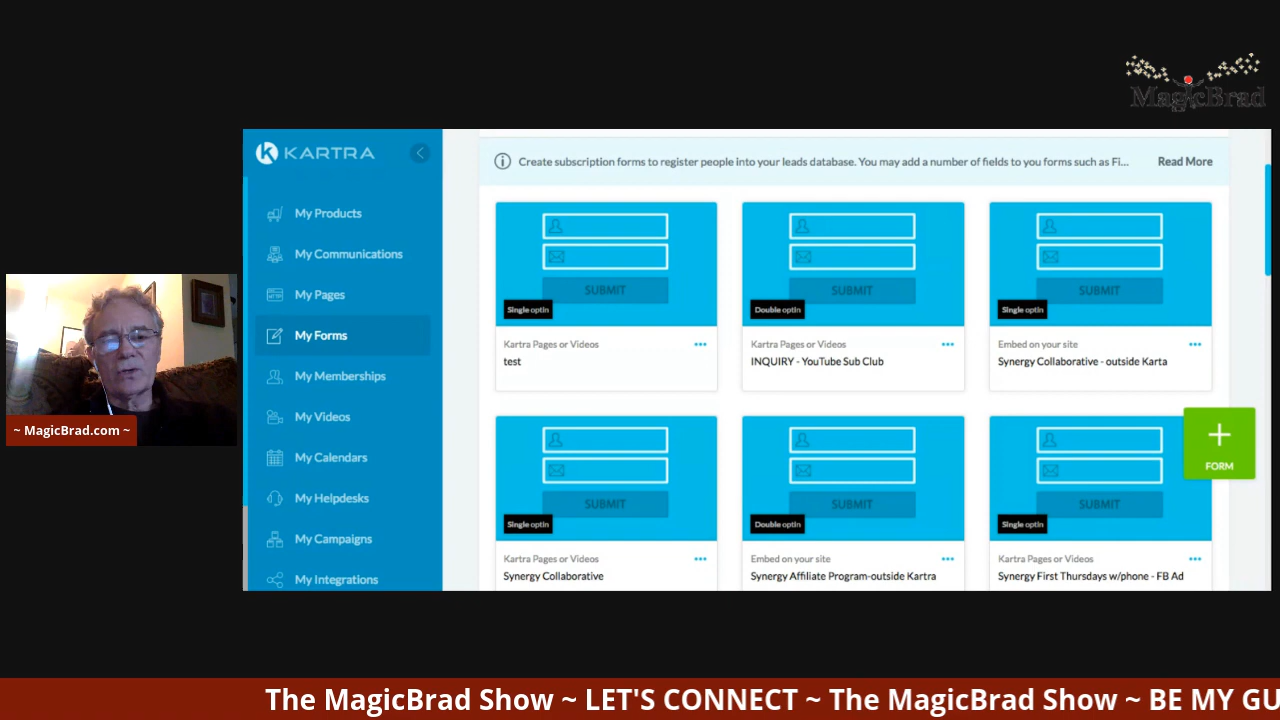 MagicBrad
KARTRA
Create subscription forms to register people into your leads database. You may add a number of fields to you forms such as Fi...
Read More
My Products
My Communications
My Pages
My Forms
My Memberships
My Videos
My Calendars
My Helpdesks
My Campaigns
My Integrations
SUBMIT
Single optin
Kartra Pages or Videos
test
SUBMIT
Double optin
Kartra Pages or Videos
INQUIRY - YouTube Sub Club
SUBMIT
Single optin
Embed on your site
Synergy Collaborative - outside Karta
SUBMIT
Single optin
Kartra Pages or Videos
Synergy Collaborative
SUBMIT
Double optin
Embed on your site
Synergy Affiliate Program-outside Kartra
SUBMIT
Single optin
Kartra Pages or Videos
Synergy First Thursdays w/phone - FB Ad
FORM
~ MagicBrad.com ~
The MagicBrad Show ~ LET'S CONNECT ~ The MagicBrad Show ~ BE MY GU